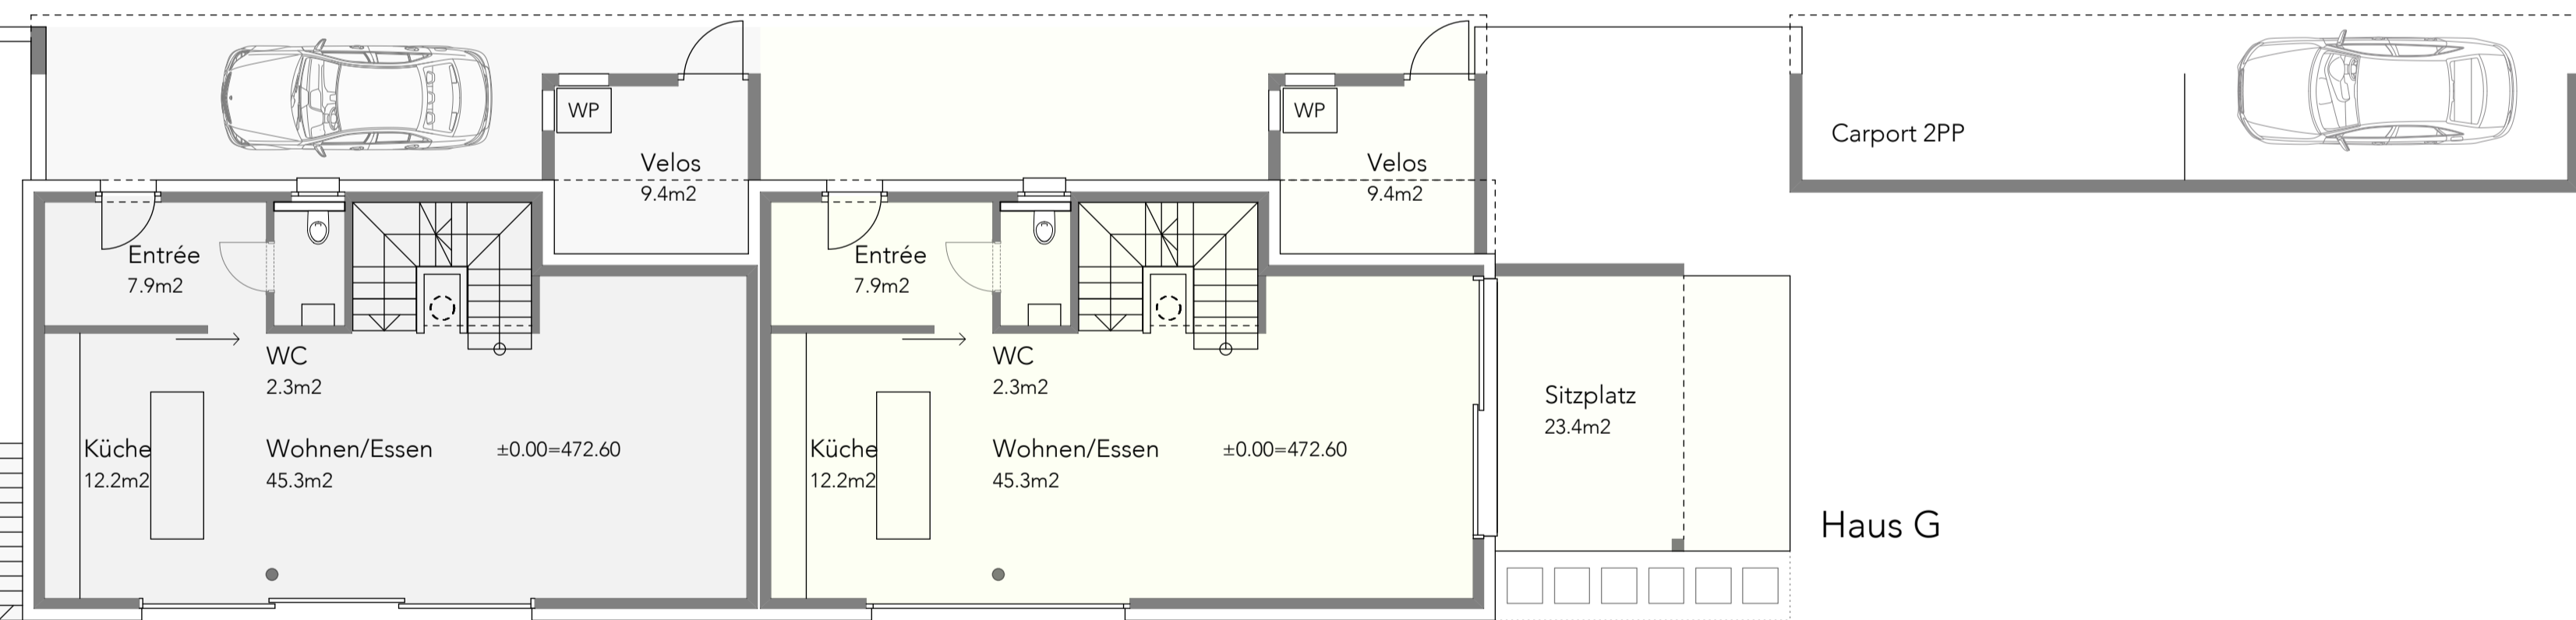 WP
Velos
9.4m2
Entrée
7.9m2
WC
2.3m2
Küche
12.2m2
Wohnen/Essen
45.3m2
±0.00=472.60
WP
Velos
9.4m2
Entrée
7.9m2
WC
2.3m2
Küche
12.2m2
Wohnen/Essen
45.3m2
±0.00=472.60
Sitzplatz
23.4m2
Carport 2PP
Haus G